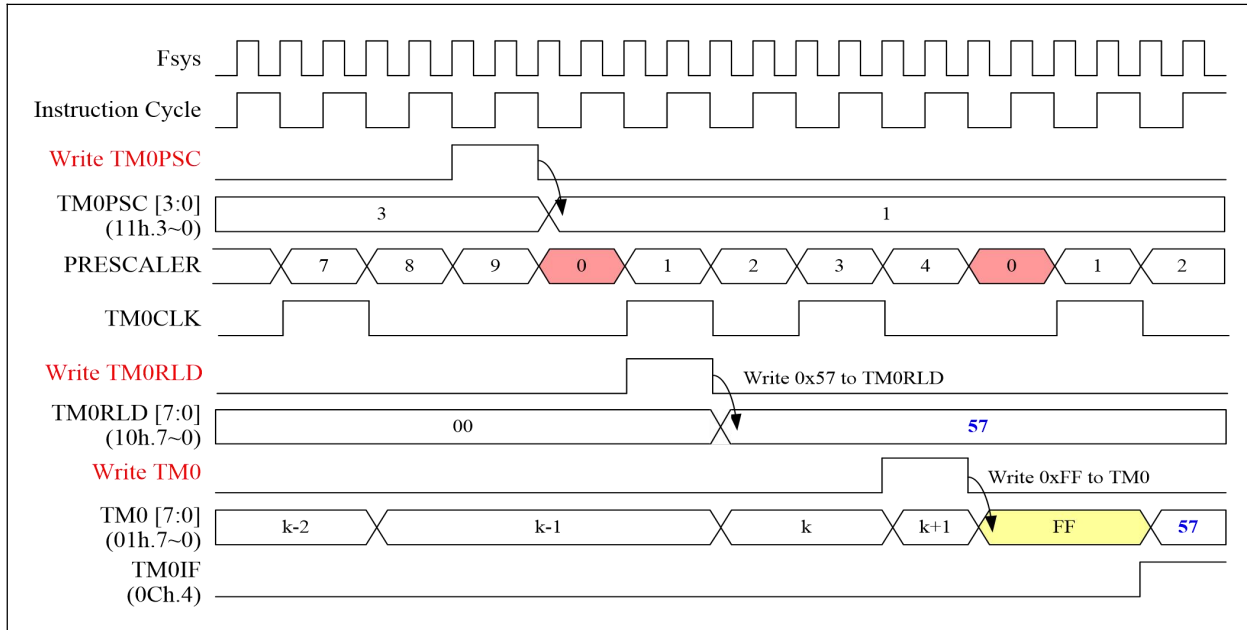 Fsys
Instruction Cycle
Write TM0PSC
TM0PSC [3:0]
(11h.3~0)
3
1
PRESCALER
7 8 9 0 1 2 3 4 0 1 2
TM0CLK
Write TM0RLD
Write 0x57 to TM0RLD
TM0RLD [7:0]
(10h.7~0)
00
57
Write TM0
Write 0xFF to TM0
TM0 [7:0]
(01h.7~0)
k-2 k-1 k k+1 FF 57
TM0IF
(0Ch.4)